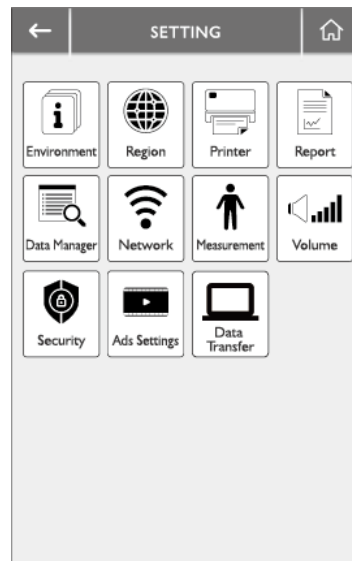 SETTING
Environment
Region
Printer
Report
Data Manager
Network
Measurement
Volume
Security
Ads Settings
Data
Transfer